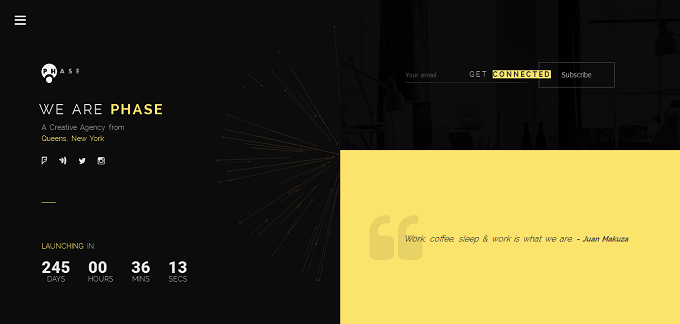 PHASE
WE ARE PHASE
A Creative Agency from
Queens, New York
LAUNCHING IN:
245 00 36 13
DAYS HOURS MINS SECS
Your email GET CONNECTED Subscribe
Work, coffee, sleep & work is what we are. - Juan Makuza